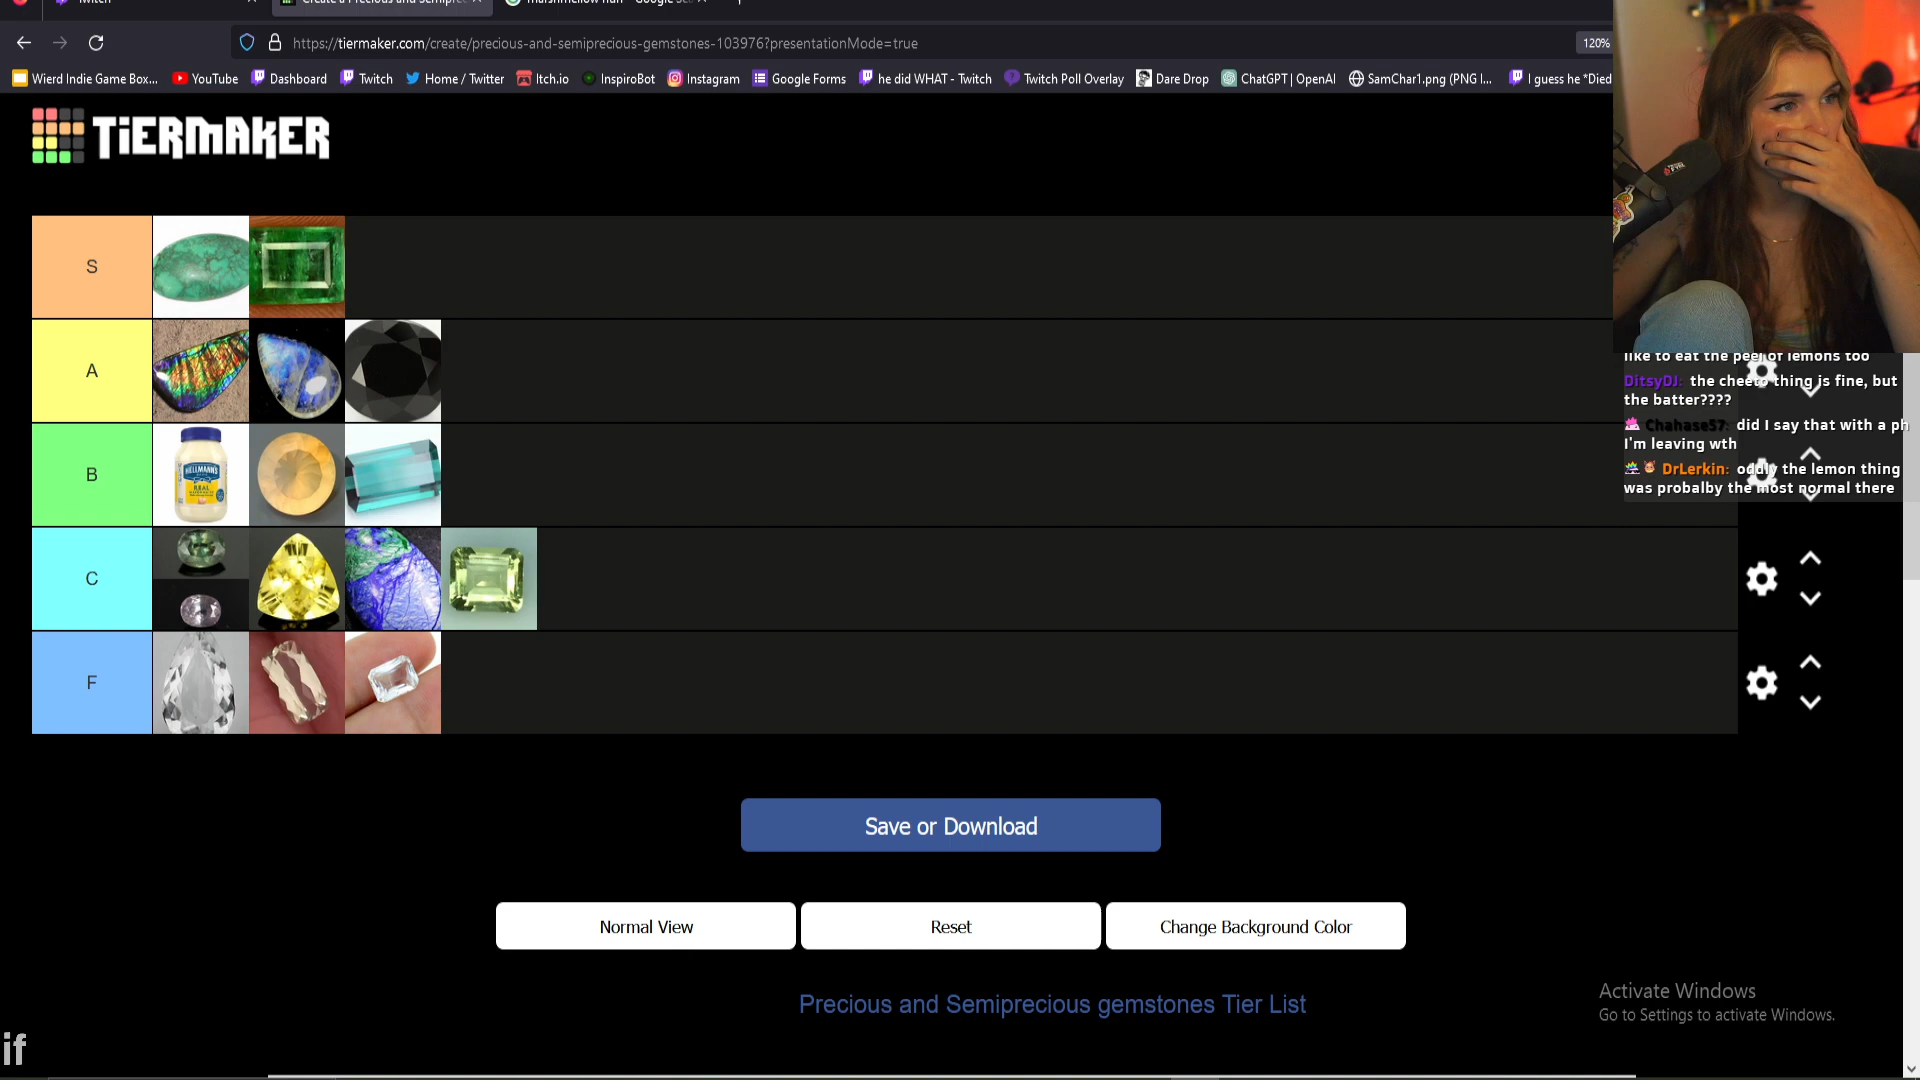 https://tiermaker.com/create/precious-and-semiprecious-gemstones-103976?presentationMode=true
120%
Wierd Indie Game Box...
YouTube
Dashboard
Twitch
Home / Twitter
Itch.io
InspiroBot
Instagram
Google Forms
he did WHAT - Twitch
Twitch Poll Overlay
Dare Drop
ChatGPT | OpenAI
SamChar1.png (PNG I...
I guess he *Died
TiERMAKER
S
A
B
HELLMANN'S
REAL
C
F
like to eat the peel of lemons too
DitsyDJ: the cheeto thing is fine, but
the batter????
Chahase57: did I say that with a ph
I'm leaving wth
DrLerkin: oddly the lemon thing
was probalby the most normal there
Save or Download
Normal View
Reset
Change Background Color
Precious and Semiprecious gemstones Tier List
Activate Windows
Go to Settings to activate Windows.
if